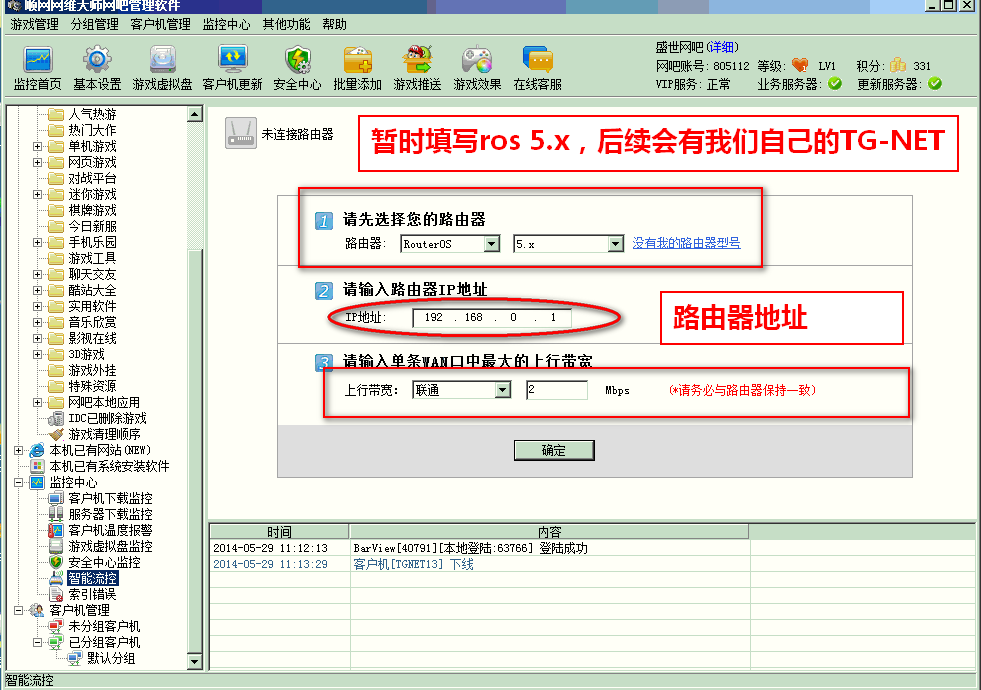 顺网网维大师网吧管理软件
游戏管理 分组管理 客户机管理 监控中心 其他功能 帮助
监控首页 基本设置 游戏虚拟盘 客户机更新 安全中心 批量添加 游戏推送 游戏效果 在线客服
盛世网吧(详细)
网吧账号: 805112 等级: LV1 积分: 331
VIP服务: 正常 业务服务器: 更新服务器:
人气热游
热门大作
单机游戏
网页游戏
对战平台
迷你游戏
棋牌游戏
今日新服
手机乐园
游戏工具
聊天交友
酷站大全
实用软件
音乐欣赏
影视在线
3D游戏
游戏外挂
特殊资源
网吧本地应用
IDC已删除游戏
游戏清理顺序
本机已有网站(NEW)
本机已有系统安装软件
监控中心
客户机下载监控
服务器下载监控
客户机温度报警
游戏虚拟盘监控
安全中心监控
智能流控
索引错误
客户机管理
未分组客户机
已分组客户机
默认分组
未连接路由器
暂时填写ros 5.x，后续会有我们自己的TG-NET
1 请先选择您的路由器
路由器: RouterOS 5.x 没有我的路由器型号
2 请输入路由器IP地址
IP地址: 192 . 168 . 0 . 1
路由器地址
3 请输入单条WAN口中最大的上行带宽
上行带宽: 联通 2 Mbps (*请务必与路由器保持一致)
确定
时间 内容
2014-05-29 11:12:13 BarView[40791][本地登陆:63766] 登陆成功
2014-05-29 11:13:29 客户机[TGNET13] 下线
智能流控